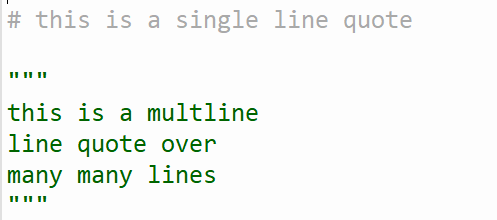 # this is a single line quote
"""
this is a multline
line quote over
many many lines
"""